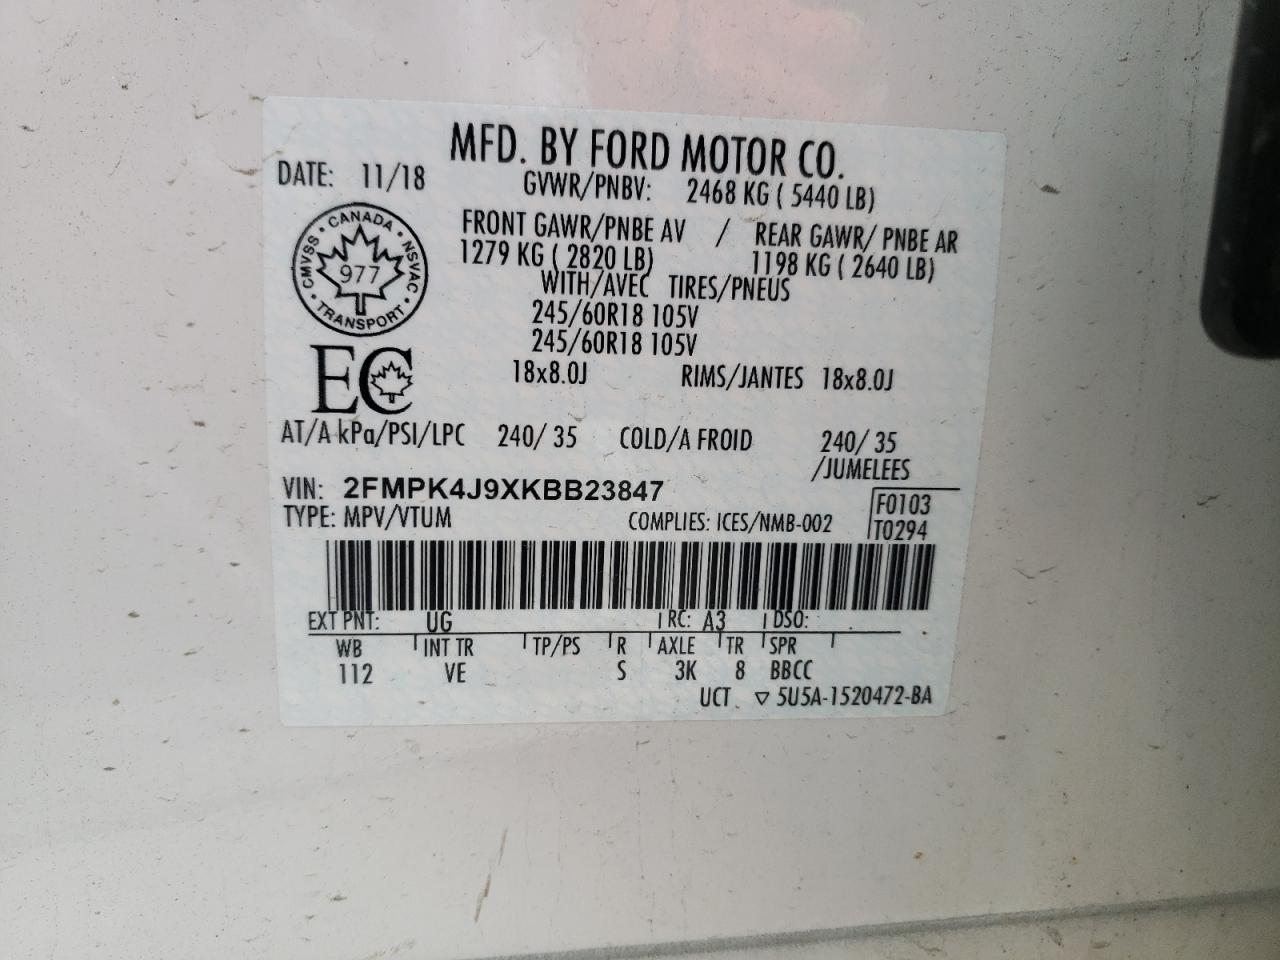 MFD. BY FORD MOTOR CO.
DATE: 11/18
GVWR/PNBV: 2468 KG ( 5440 LB)
FRONT GAWR/PNBE AV / REAR GAWR/ PNBE AR
1279 KG ( 2820 LB) 1198 KG ( 2640 LB)
WITH/AVEC TIRES/PNEUS
245/60R18 105V
245/60R18 105V
18x8.0J RIMS/JANTES 18x8.0J
CANADA • NSVAC • TRANSPORT • CMVSS •
977
EC
AT/A kPa/PSI/LPC 240/ 35 COLD/A FROID 240/ 35
/JUMELEES
VIN: 2FMPK4J9XKBB23847
F0103
TYPE: MPV/VTUM COMPLIES: ICES/NMB-002
T0294
EXT PNT: UG RC: A3 DSO:
WB INT TR TP/PS R AXLE TR SPR
112 VE S 3K 8 BBCC
UCT ▽ 5U5A-1520472-BA